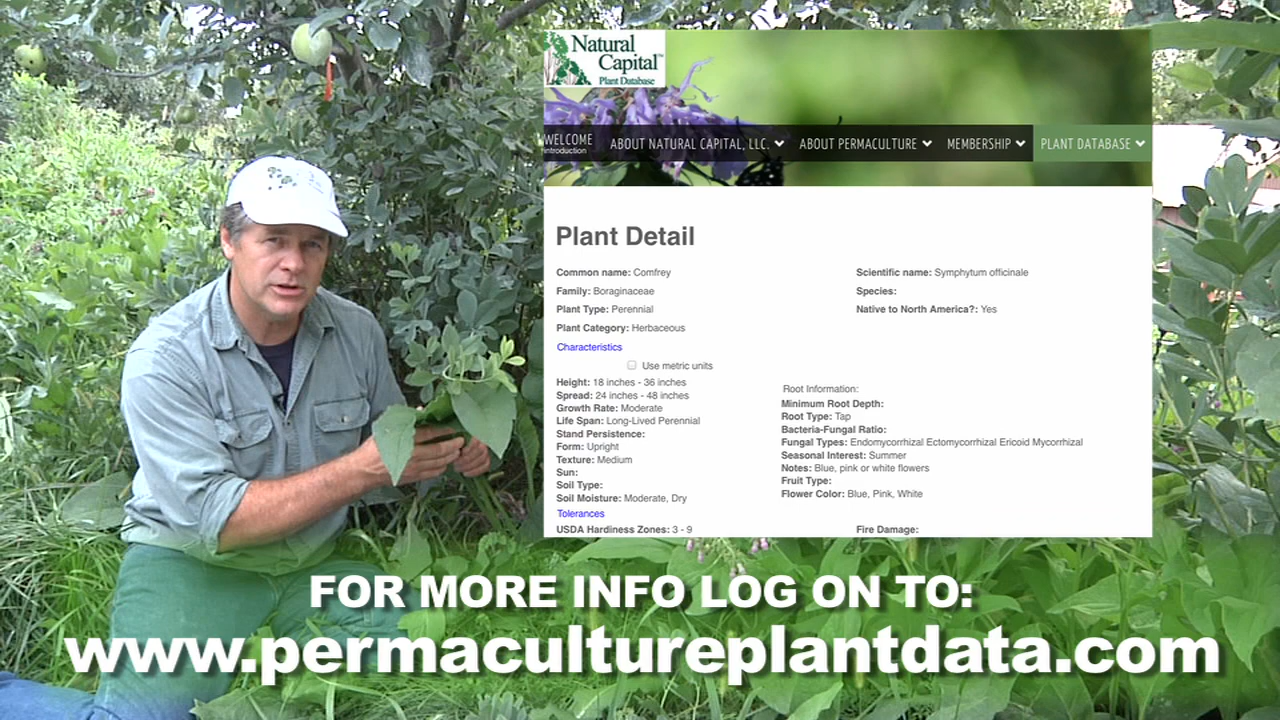 Natural
Capital™
Plant Database
WELCOME
introduction
ABOUT NATURAL CAPITAL, LLC.
ABOUT PERMACULTURE
MEMBERSHIP
PLANT DATABASE
Plant Detail
Common name: Comfrey
Scientific name: Symphytum officinale
Family: Boraginaceae
Species:
Plant Type: Perennial
Native to North America?: Yes
Plant Category: Herbaceous
Characteristics
Use metric units
Height: 18 inches - 36 inches
Spread: 24 inches - 48 inches
Growth Rate: Moderate
Life Span: Long-Lived Perennial
Stand Persistence:
Form: Upright
Texture: Medium
Sun:
Soil Type:
Soil Moisture: Moderate, Dry
Root Information:
Minimum Root Depth:
Root Type: Tap
Bacteria-Fungal Ratio:
Fungal Types: Endomycorrhizal Ectomycorrhizal Ericoid Mycorrhizal
Seasonal Interest: Summer
Notes: Blue, pink or white flowers
Fruit Type:
Flower Color: Blue, Pink, White
Tolerances
USDA Hardiness Zones: 3 - 9
Fire Damage:
FOR MORE INFO LOG ON TO:
www.permacultureplantdata.com